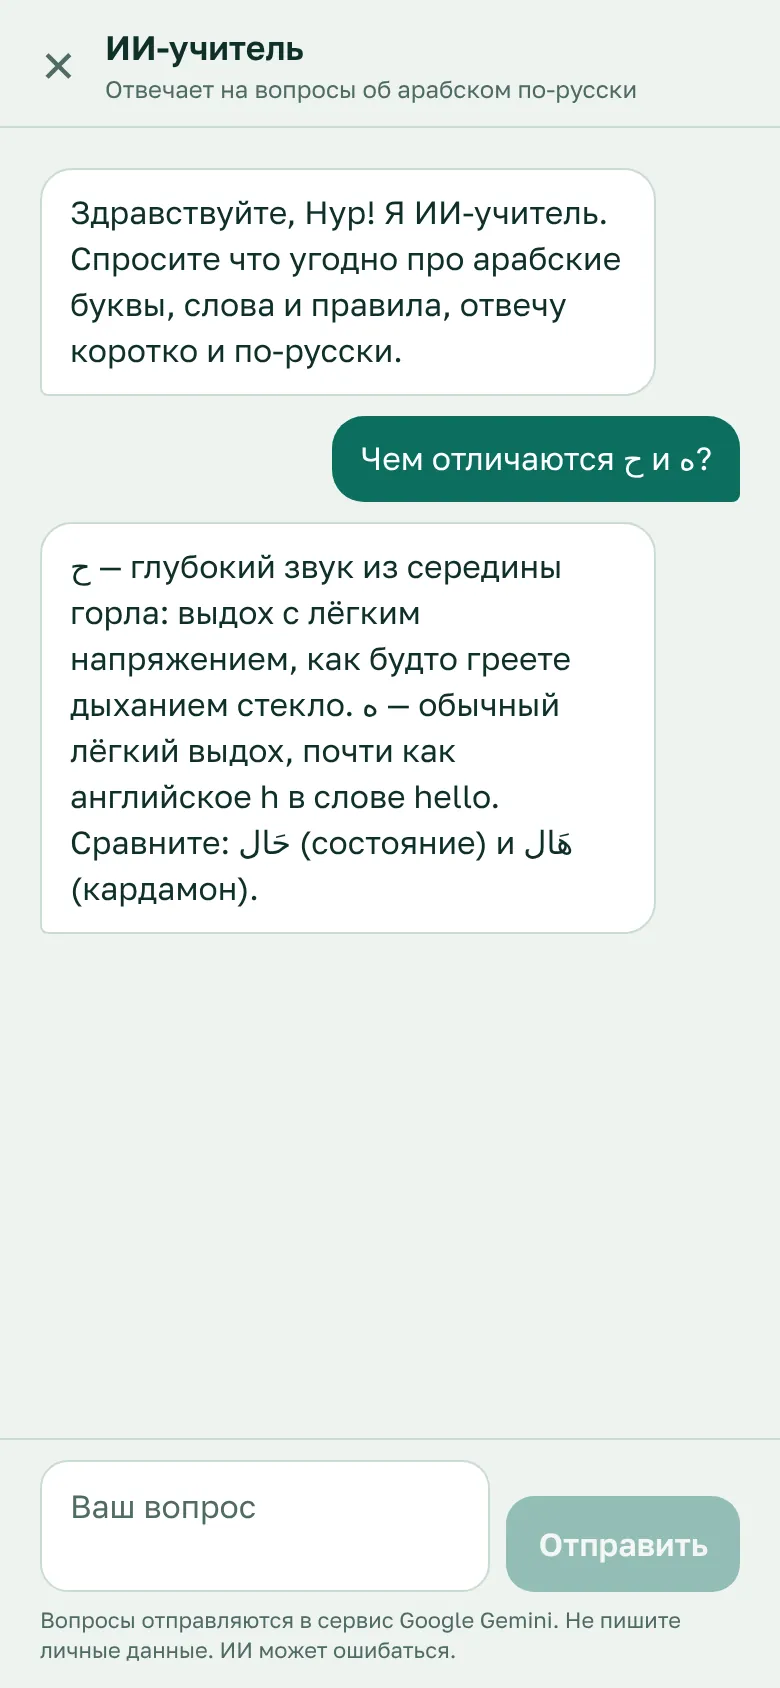 ИИ-учитель
Отвечает на вопросы об арабском по-русски
Здравствуйте, Нур! Я ИИ-учитель.
Спросите что угодно про арабские
буквы, слова и правила, отвечу
коротко и по-русски.
Чем отличаются ح и ه?
ح — глубокий звук из середины
горла: выдох с лёгким
напряжением, как будто греете
дыханием стекло. ه — обычный
лёгкий выдох, почти как
английское h в слове hello.
Сравните: حَال (состояние) и هَال
(кардамон).
Ваш вопрос
Отправить
Вопросы отправляются в сервис Google Gemini. Не пишите
личные данные. ИИ может ошибаться.